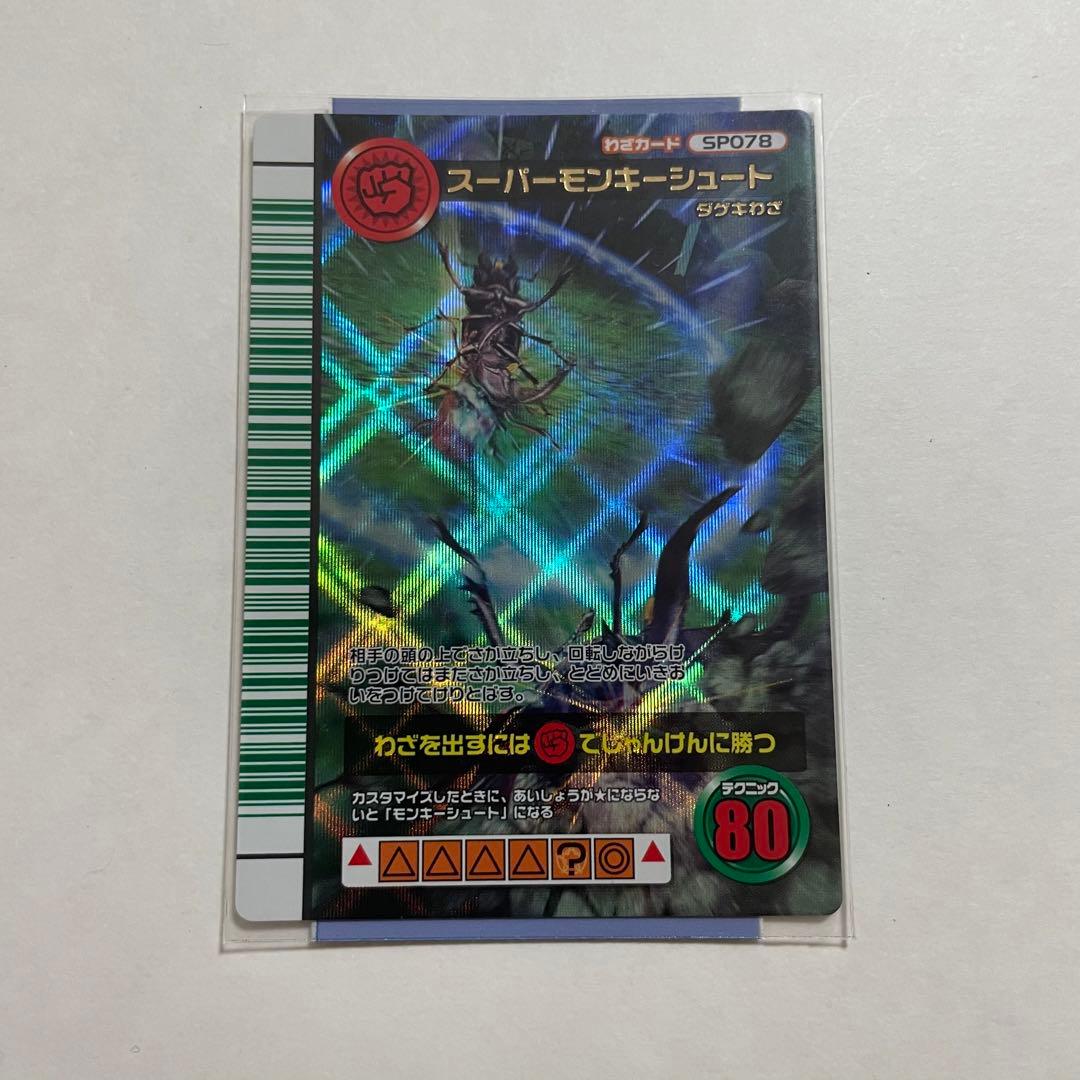 わざカード SP078
スーパーモンキーシュート
ダゲキわざ
相手の頭の上でさか立ちし、回転しながらけ
りつけてはまたさか立ちし、とどめにいきお
いをつけてけりとばす。
わざを出すには でじゃんけんに勝つ
カスタマイズしたときに、あいしょうが★にならな
いと「モンキーシュート」になる
テクニック
80
▲ △ △ △ △ ? ◎ ▲